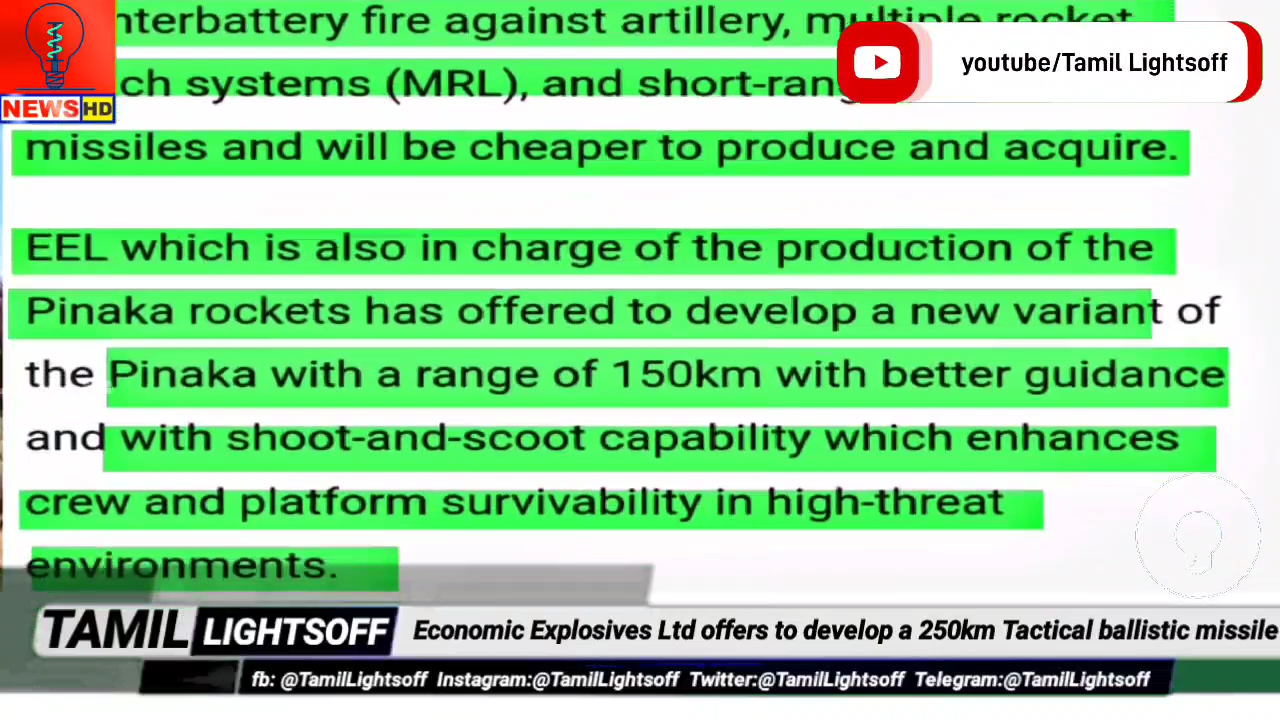 nterbattery fire against artillery, multiple rocket
ch systems (MRL), and short-rang
missiles and will be cheaper to produce and acquire.
EEL which is also in charge of the production of the
Pinaka rockets has offered to develop a new variant of
the Pinaka with a range of 150km with better guidance
and with shoot-and-scoot capability which enhances
crew and platform survivability in high-threat
environments.
NEWS HD
youtube/Tamil Lightsoff
TAMIL LIGHTSOFF
Economic Explosives Ltd offers to develop a 250km Tactical ballistic missile
fb: @TamilLightsoff Instagram:@TamilLightsoff Twitter:@TamilLightsoff Telegram:@TamilLightsoff